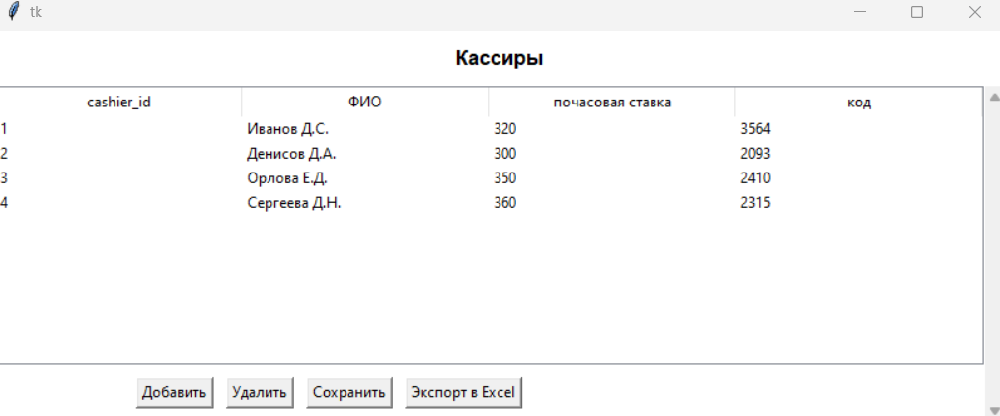 tk
Кассиры
cashier_id ФИО почасовая ставка код
1 Иванов Д.С. 320 3564
2 Денисов Д.А. 300 2093
3 Орлова Е.Д. 350 2410
4 Сергеева Д.Н. 360 2315
Добавить Удалить Сохранить Экспорт в Excel